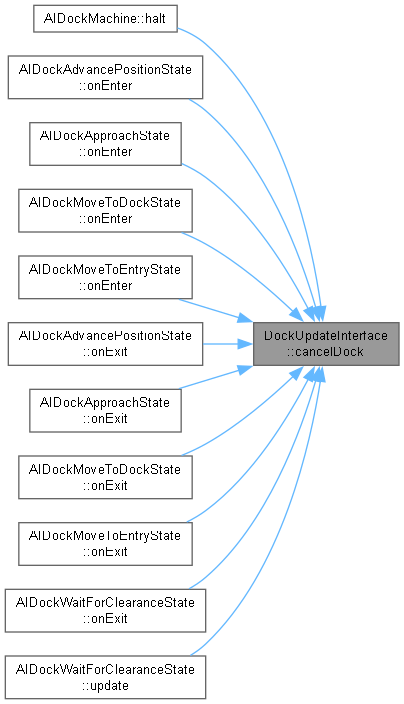 AIDockMachine::halt
AIDockAdvancePositionState
::onEnter
AIDockApproachState
::onEnter
AIDockMoveToDockState
::onEnter
AIDockMoveToEntryState
::onEnter
AIDockAdvancePositionState
::onExit
AIDockApproachState
::onExit
AIDockMoveToDockState
::onExit
AIDockMoveToEntryState
::onExit
AIDockWaitForClearanceState
::onExit
AIDockWaitForClearanceState
::update
DockUpdateInterface
::cancelDock